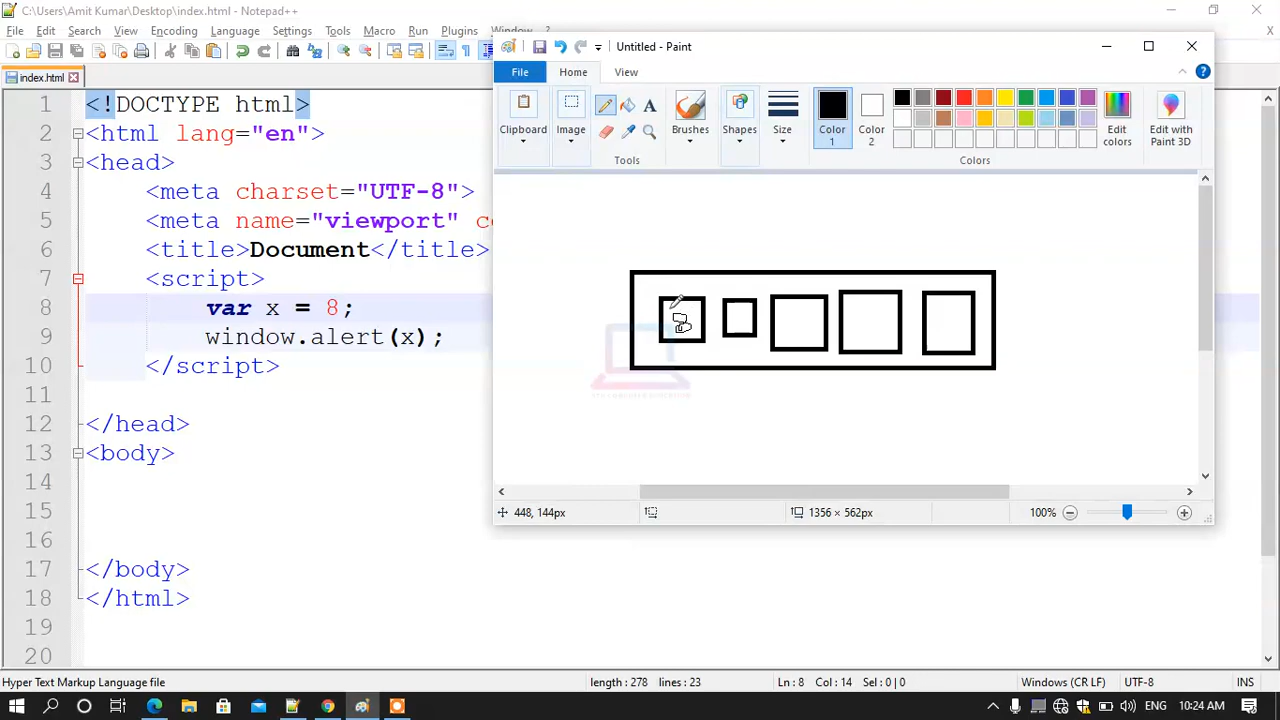 C:\Users\Amit Kumar\Desktop\index.html - Notepad++
File Edit Search View Encoding Language Settings Tools Macro Run Plugins Window
index.html
1 <!DOCTYPE html>
2 <html lang="en">
3 <head>
4 <meta charset="UTF-8">
5 <meta name="viewport"
6 <title>Document</title>
7 <script>
8 var x = 8;
9 window.alert(x);
10 </script>
11
12 </head>
13 <body>
14
15
16
17 </body>
18 </html>
19
20
Untitled - Paint
File Home View
Clipboard
Image
Tools
Brushes
Shapes
Size
Color 1
Color 2
Edit colors
Edit with Paint 3D
Colors
8
448, 144px
1356 × 562px
100%
Hyper Text Markup Language file
length : 278 lines : 23
Ln : 8 Col : 14 Sel : 0 | 0
Windows (CR LF)
UTF-8
INS
ENG
10:24 AM